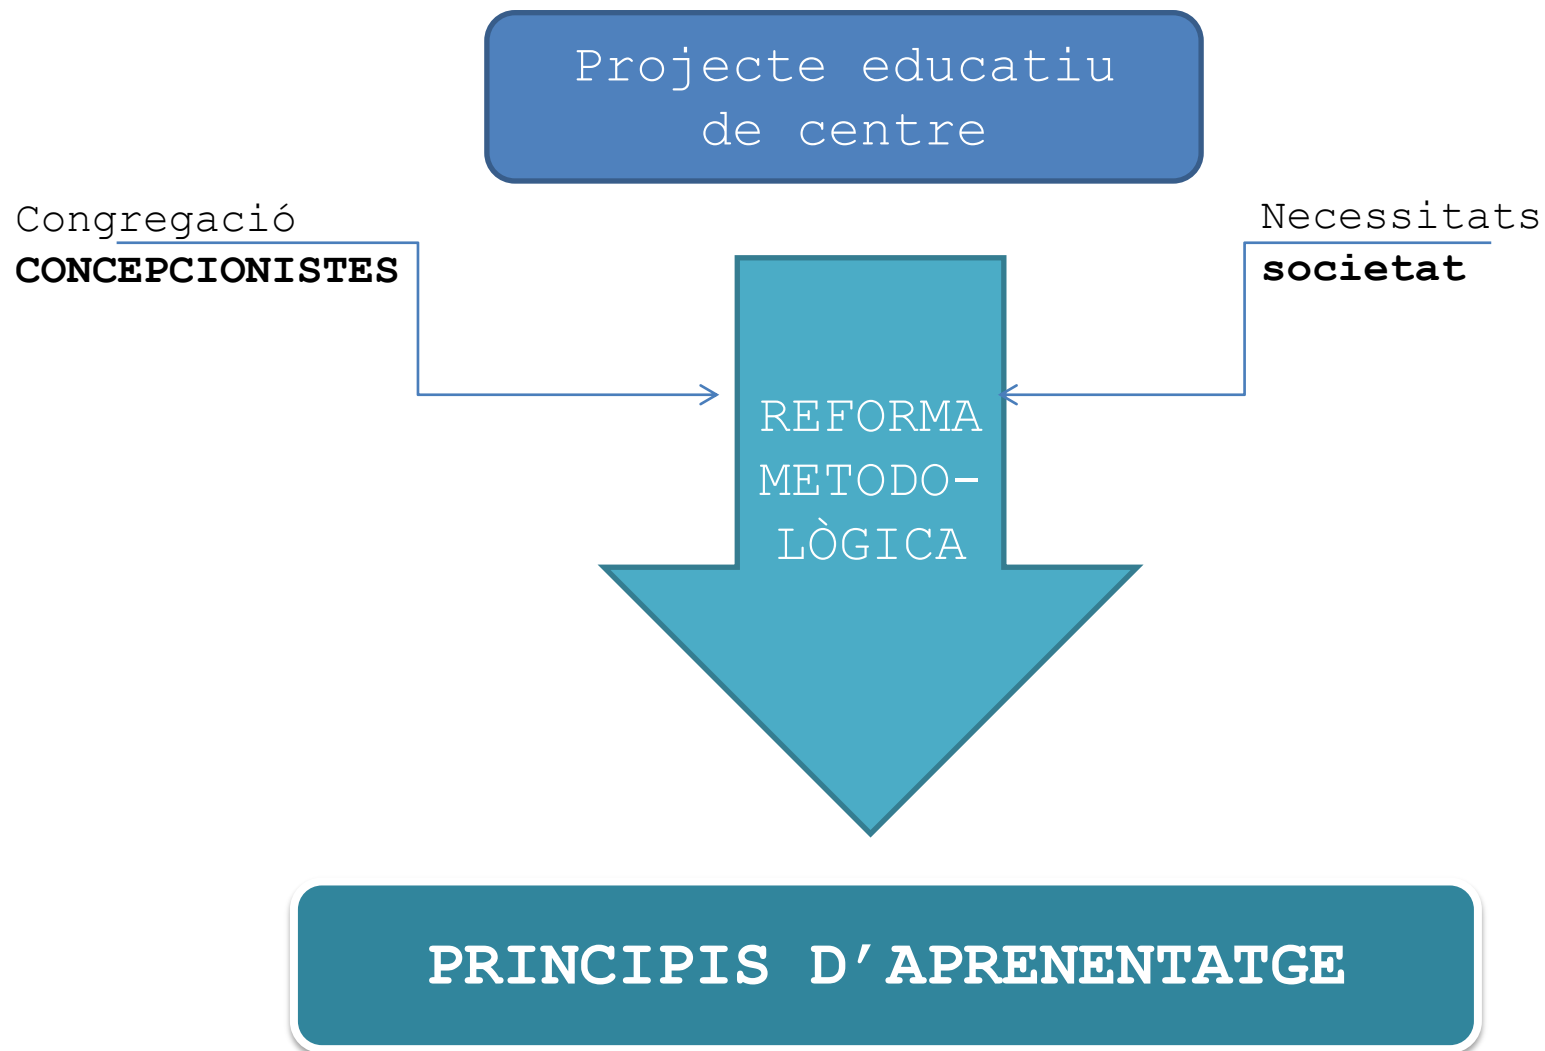 Projecte educatiu
de centre
Congregació
CONCEPCIONISTES
Necessitats
societat
REFORMA
METODO-
LÒGICA
PRINCIPIS D’APRENENTATGE